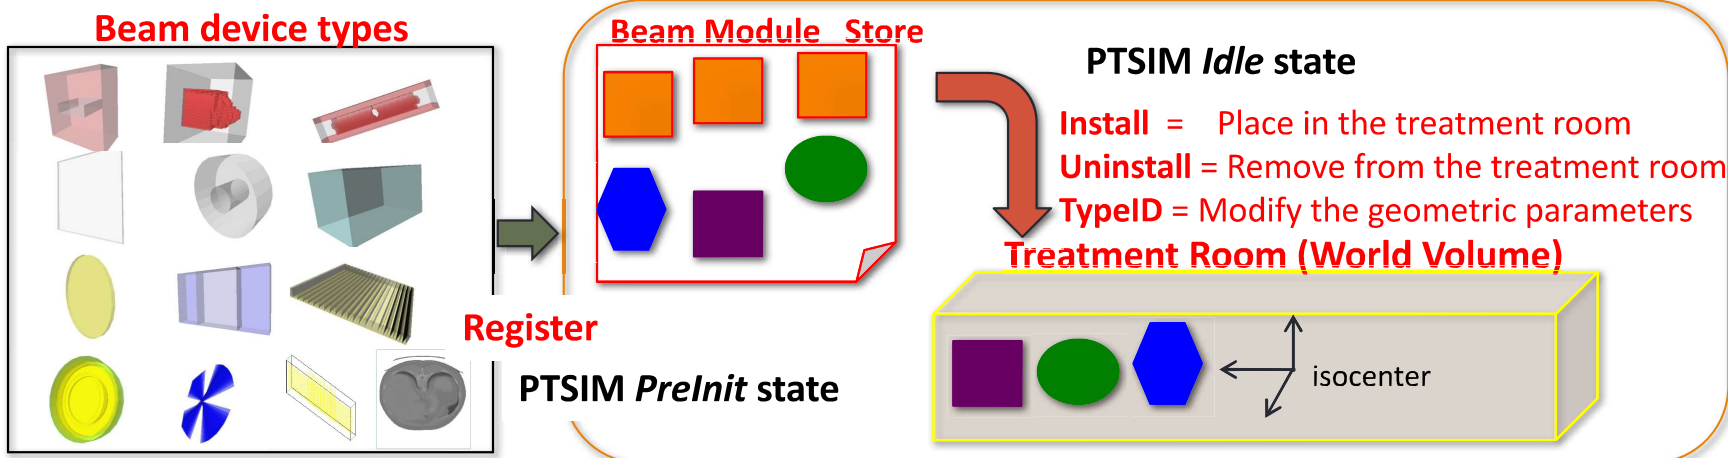 Beam device types
Beam Module Store
PTSIM Idle state
Install = Place in the treatment room
Uninstall = Remove from the treatment room
TypeID = Modify the geometric parameters
Treatment Room (World Volume)
Register
PTSIM PreInit state
isocenter